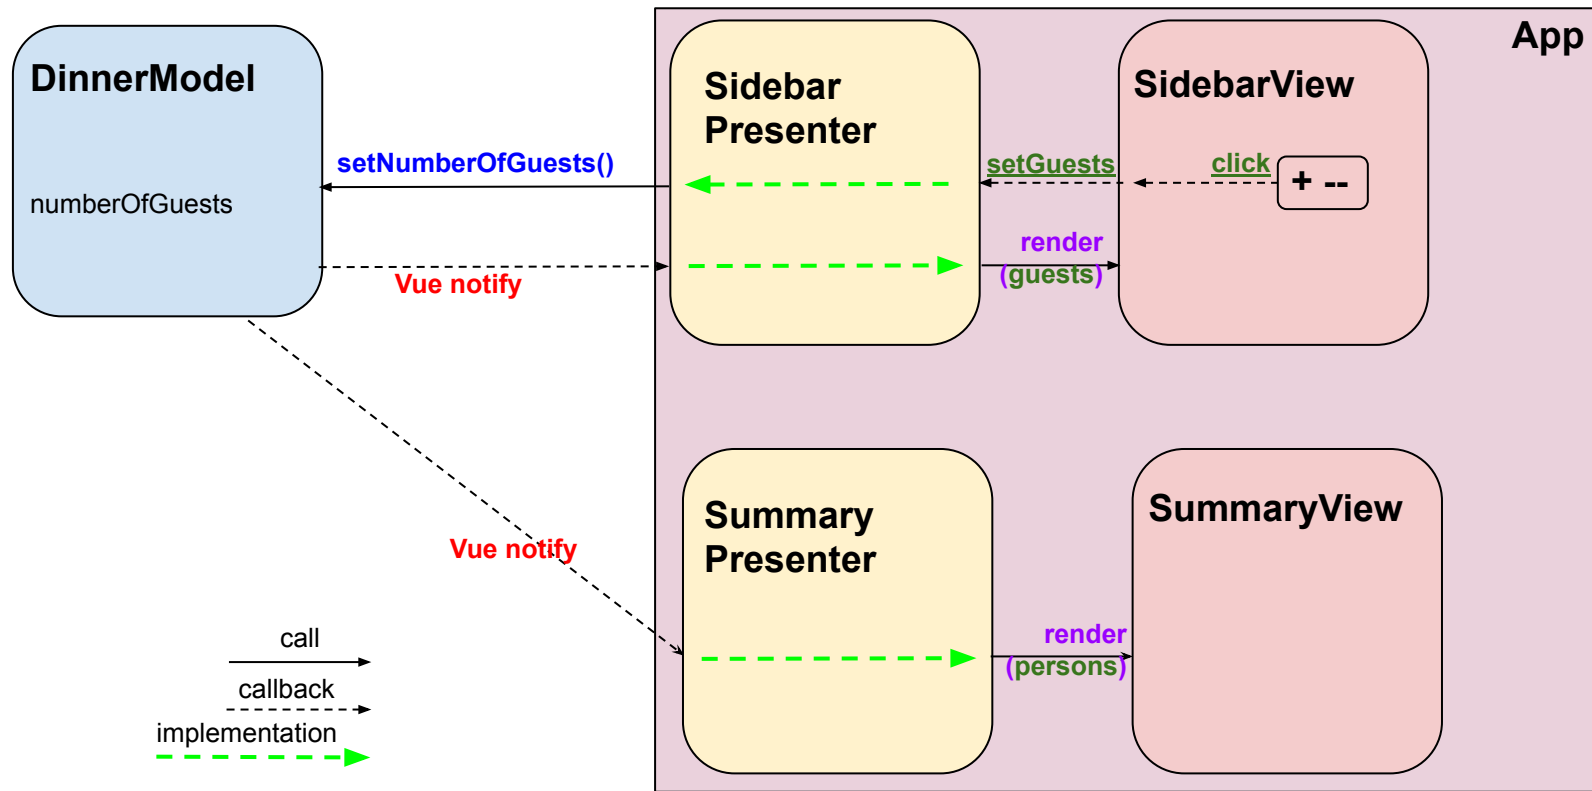 App
DinnerModel
numberOfGuests
setNumberOfGuests()
Vue notify
Sidebar
Presenter
setGuests
render
(guests)
SidebarView
click
+ --
Vue notify
Summary
Presenter
render
(persons)
SummaryView
call
callback
implementation